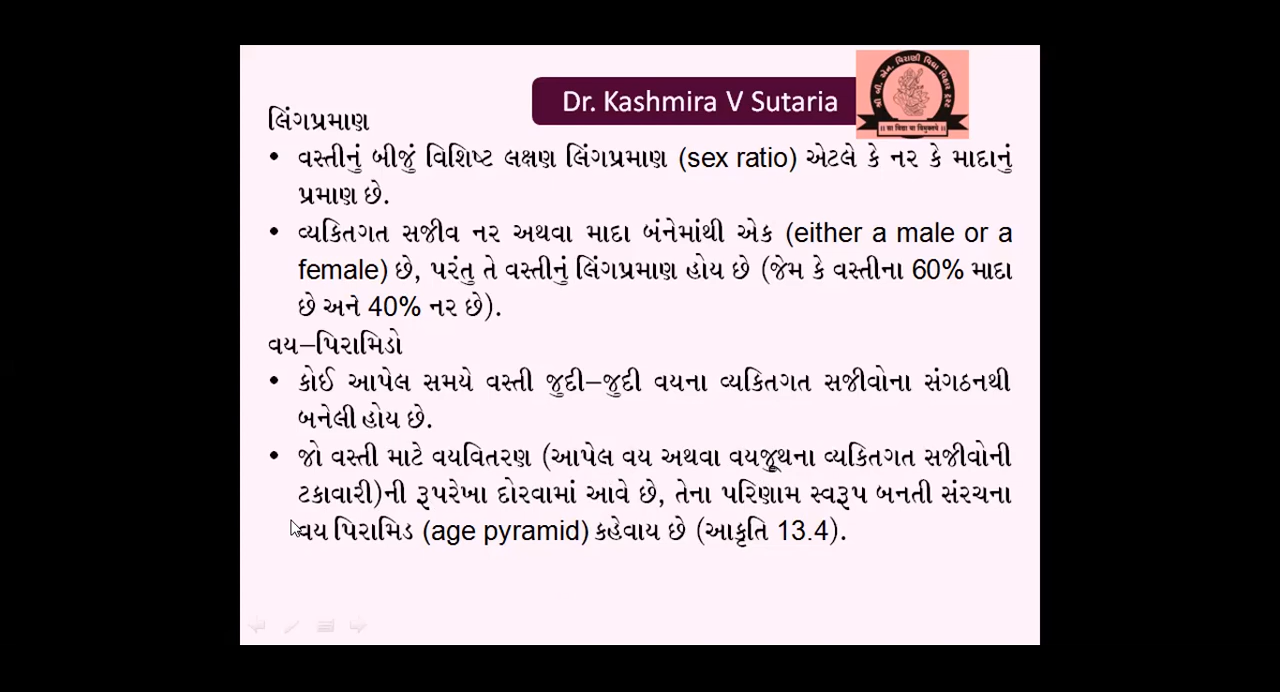 Dr. Kashmira V Sutaria
શ્રી વી. એન. વિરાણી વિદ્યા વિહાર ટ્રસ્ટ
।। सा विद्या या विमुक्तये ।।
લિંગપ્રમાણ
• વસ્તીનું બીજું વિશિષ્ટ લક્ષણ લિંગપ્રમાણ (sex ratio) એટલે કે નર કે માદાનું
પ્રમાણ છે.
• વ્યકિતગત સજીવ નર અથવા માદા બંનેમાંથી એક (either a male or a
female) છે, પરંતુ તે વસ્તીનું લિંગપ્રમાણ હોય છે (જેમ કે વસ્તીના 60% માદા
છે અને 40% નર છે).
વય–પિરામિડો
• કોઈ આપેલ સમયે વસ્તી જુદી–જુદી વયના વ્યકિતગત સજીવોના સંગઠનથી
બનેલી હોય છે.
• જો વસ્તી માટે વયવિતરણ (આપેલ વય અથવા વયજૂથના વ્યકિતગત સજીવોની
ટકાવારી)ની રૂપરેખા દોરવામાં આવે છે, તેના પરિણામ સ્વરૂપ બનતી સંરચના
વય પિરામિડ (age pyramid) કહેવાય છે (આકૃતિ 13.4).